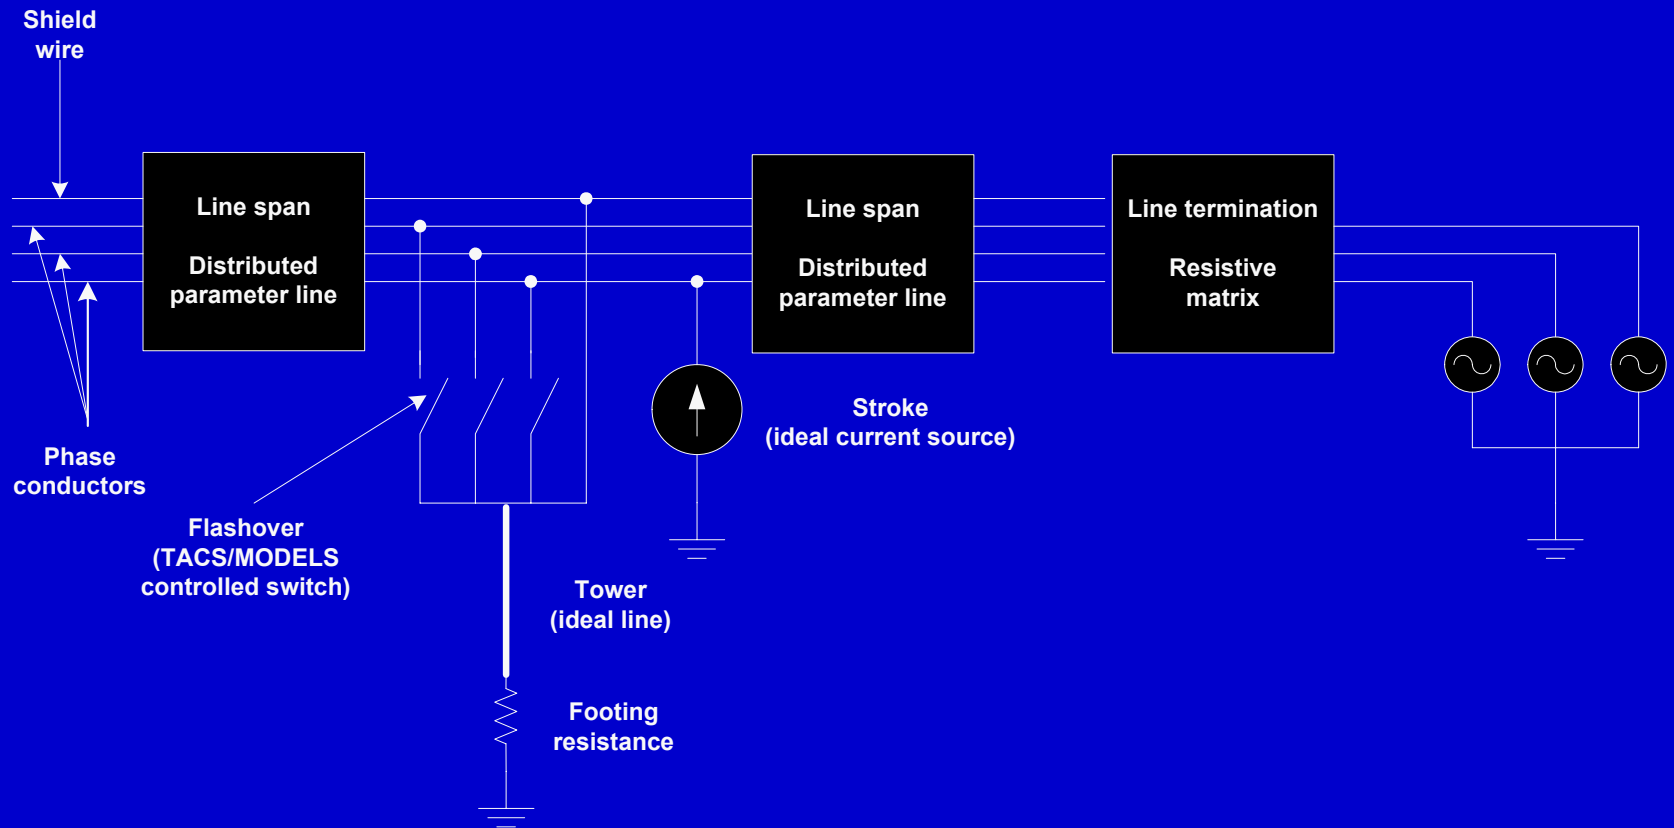 Shield
wire
Line span
Distributed
parameter line
Line span
Distributed
parameter line
Line termination
Resistive
matrix
Phase
conductors
Flashover
(TACS/MODELS
controlled switch)
Stroke
(ideal current source)
Tower
(ideal line)
Footing
resistance